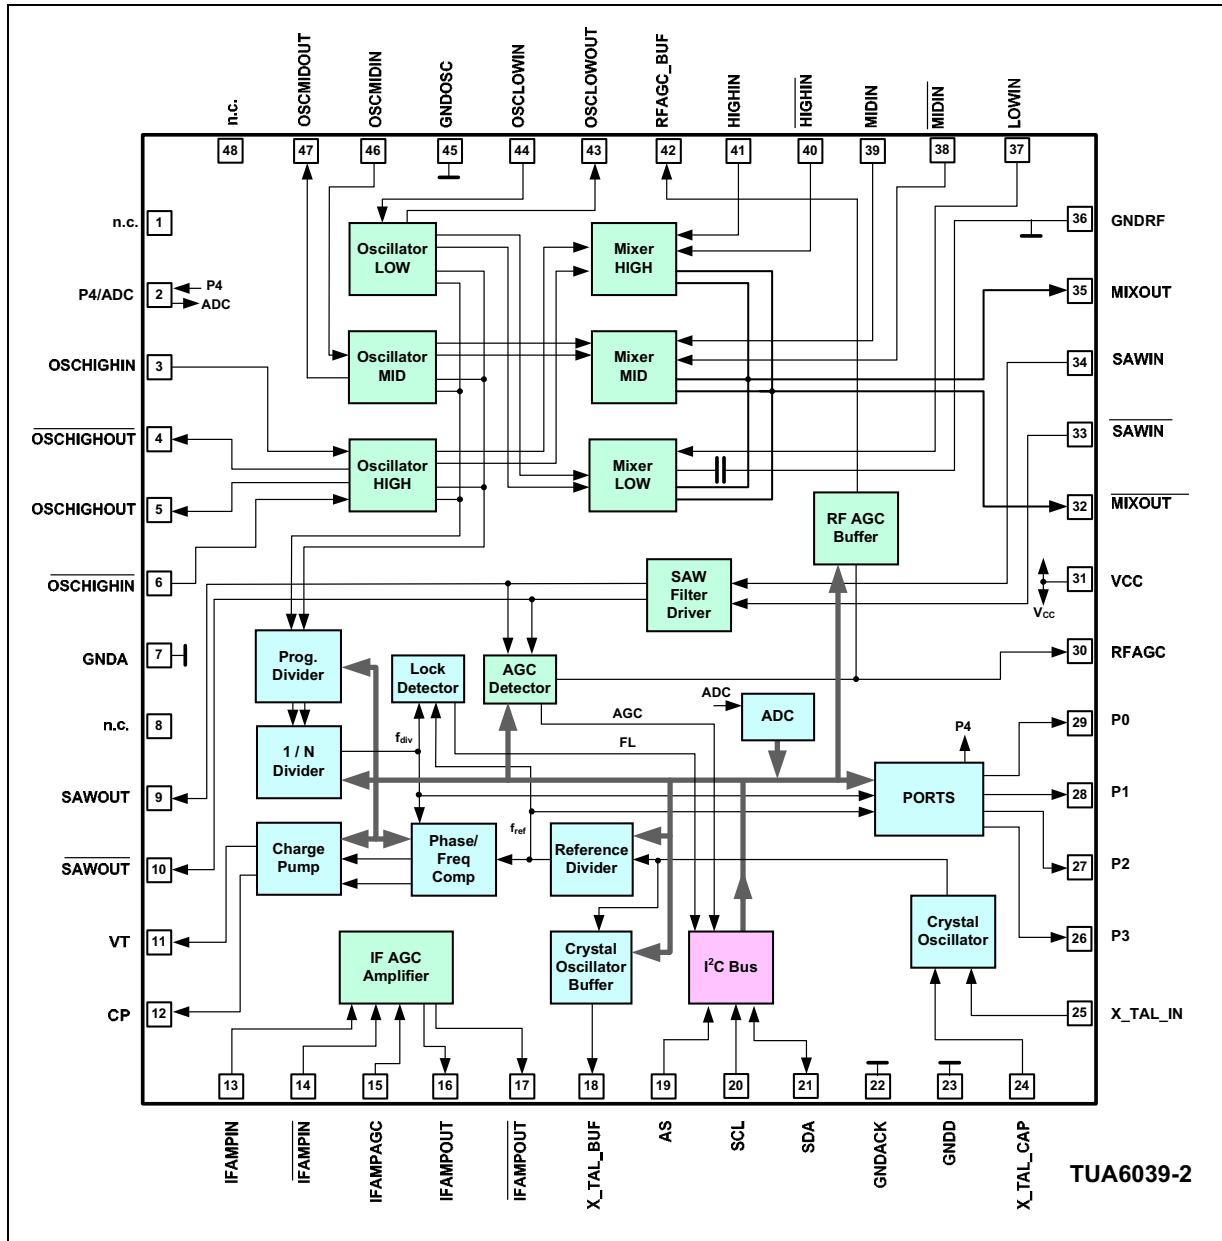 n.c.
OSCMIDOUT
OSCMIDIN
GNDOSC
OSCLOWIN
OSCLOWOUT
RFAGC_BUF
HIGHIN
HIGHIN
MIDIN
MIDIN
LOWIN
48
47
46
45
44
43
42
41
40
39
38
37
n.c.
1
P4/ADC
2
P4
ADC
OSCHIGHIN
3
OSCHIGHOUT
4
OSCHIGHOUT
5
OSCHIGHIN
6
GNDA
7
n.c.
8
SAWOUT
9
SAWOUT
10
VT
11
CP
12
Oscillator
LOW
Mixer
HIGH
Oscillator
MID
Mixer
MID
Oscillator
HIGH
Mixer
LOW
RF AGC
Buffer
SAW
Filter
Driver
Prog.
Divider
Lock
Detector
AGC
Detector
ADC
ADC
AGC
FL
1 / N
Divider
fdiv
P4
PORTS
Charge
Pump
Phase/
Freq
Comp
fref
Reference
Divider
Crystal
Oscillator
IF AGC
Amplifier
Crystal
Oscillator
Buffer
I²C Bus
36
GNDRF
35
MIXOUT
34
SAWIN
33
SAWIN
32
MIXOUT
31
VCC
VCC
30
RFAGC
29
P0
28
P1
27
P2
26
P3
25
X_TAL_IN
13
14
15
16
17
18
19
20
21
22
23
24
IFAMPIN
IFAMPIN
IFAMPAGC
IFAMPOUT
IFAMPOUT
X_TAL_BUF
AS
SCL
SDA
GNDACK
GNDD
X_TAL_CAP
TUA6039-2